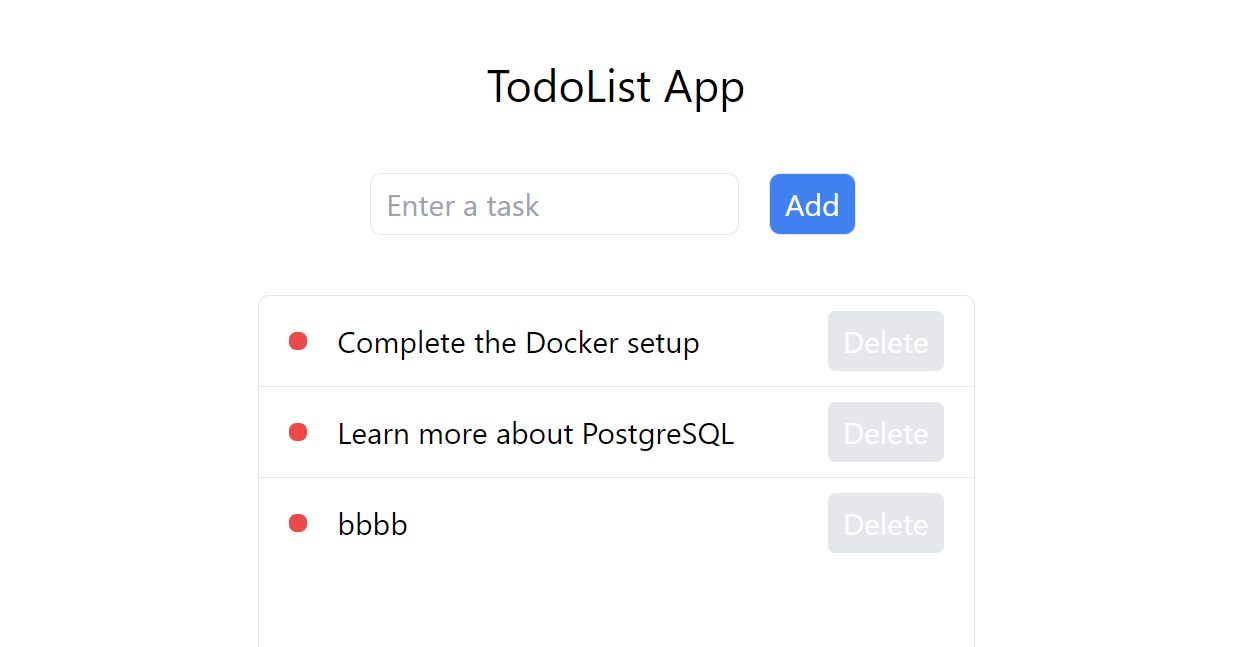 TodoList App
Enter a task
Add
Complete the Docker setup
Delete
Learn more about PostgreSQL
Delete
bbbb
Delete